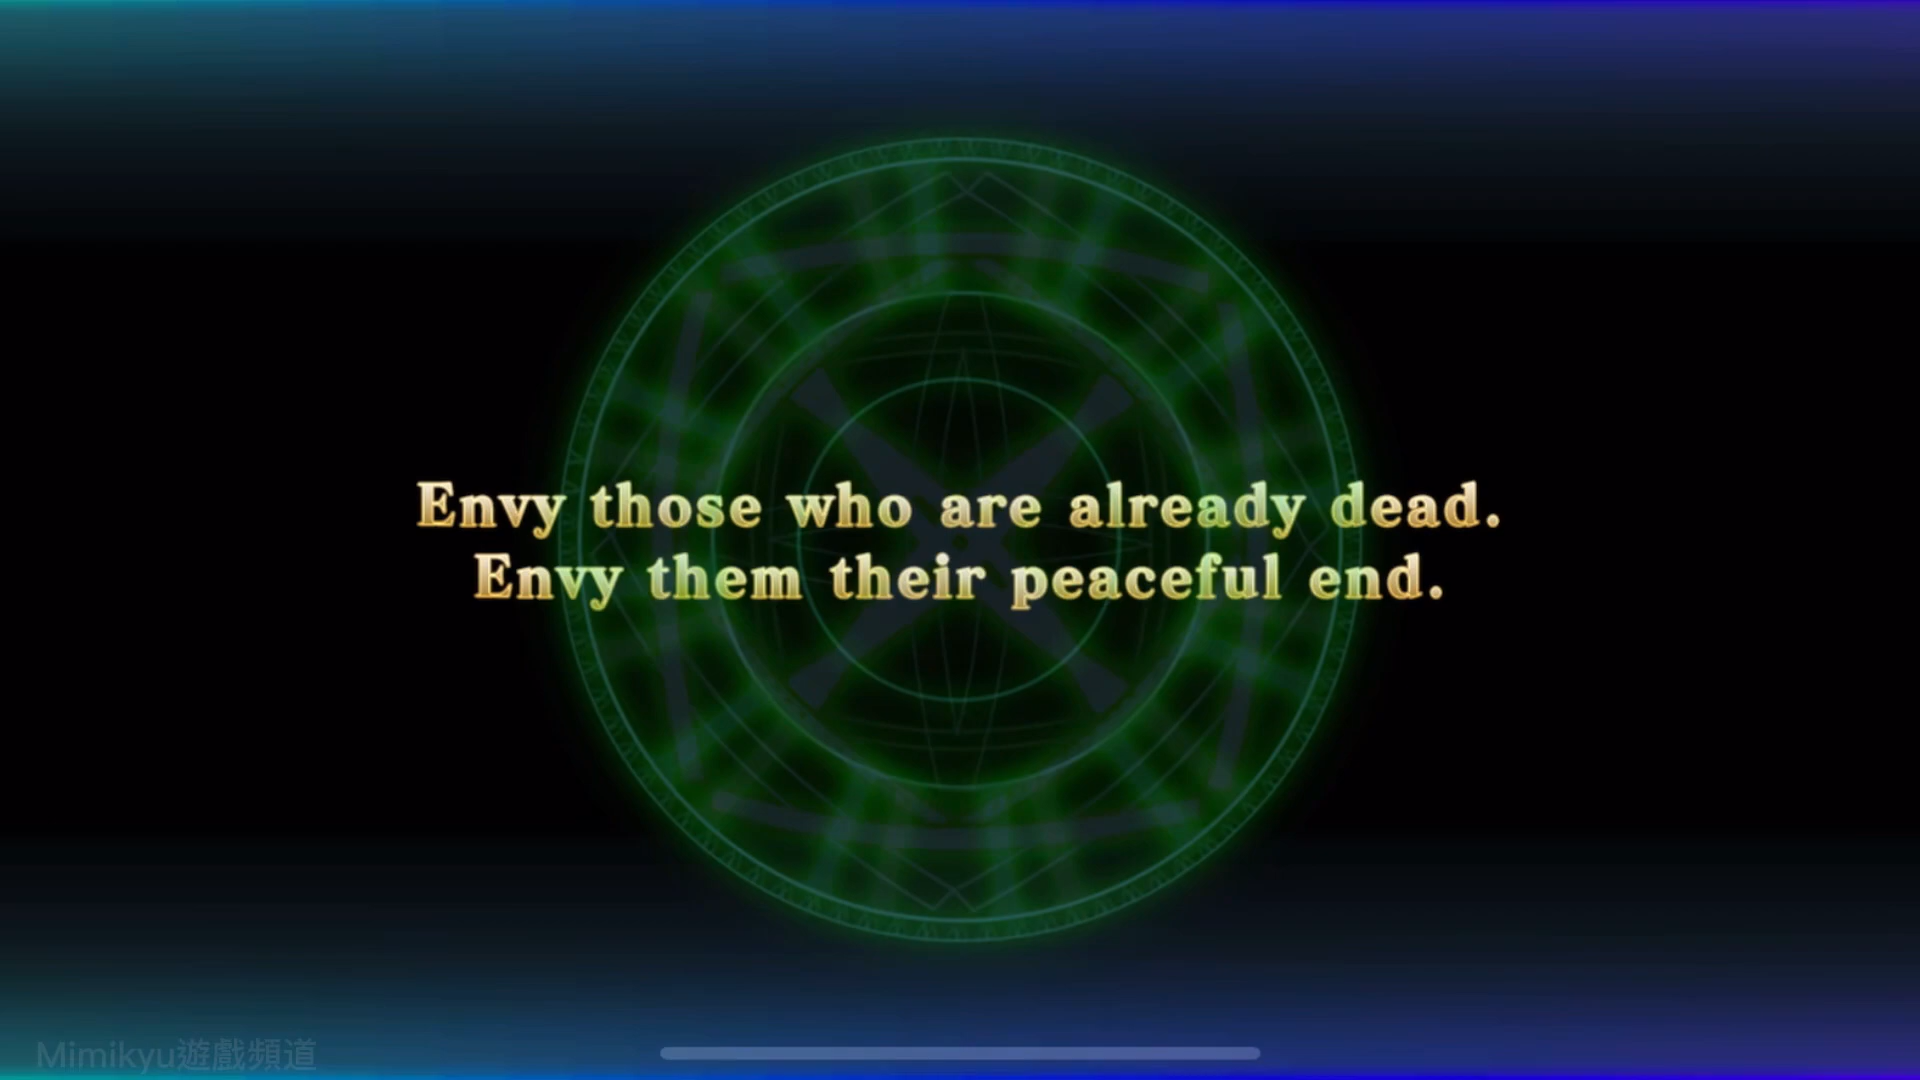 Envy those who are already dead.
Envy them their peaceful end.
Mimikyu遊戲頻道